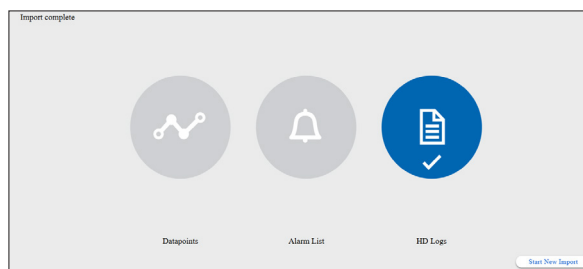 Import complete
Datapoints
Alarm List
HD Logs
Start New Import